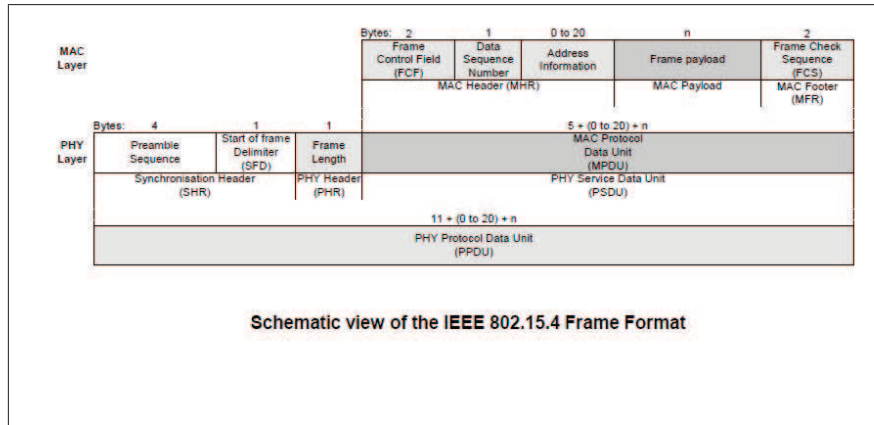 Bytes: 2 1 0 to 20 n 2
MAC Layer
Frame Control Field (FCF)
Data Sequence Number
Address Information
Frame payload
Frame Check Sequence (FCS)
MAC Header (MHR)
MAC Payload
MAC Footer (MFR)
Bytes: 4 1 1 5 + (0 to 20) + n
PHY Layer
Preamble Sequence
Start of frame Delimiter (SFD)
Frame Length
MAC Protocol Data Unit (MPDU)
Synchronisation Header (SHR)
PHY Header (PHR)
PHY Service Data Unit (PSDU)
11 + (0 to 20) + n
PHY Protocol Data Unit (PPDU)
Schematic view of the IEEE 802.15.4 Frame Format